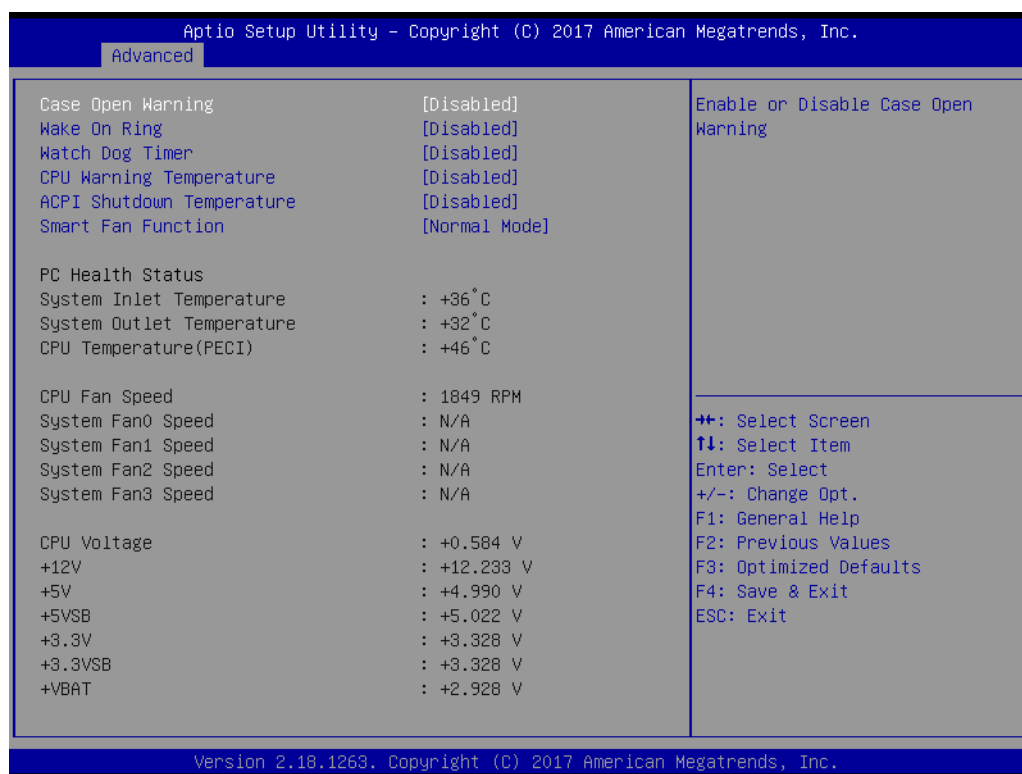 Aptio Setup Utility – Copyright (C) 2017 American Megatrends, Inc.
Advanced
Case Open Warning [Disabled]
Wake On Ring [Disabled]
Watch Dog Timer [Disabled]
CPU Warning Temperature [Disabled]
ACPI Shutdown Temperature [Disabled]
Smart Fan Function [Normal Mode]
PC Health Status
System Inlet Temperature : +36°C
System Outlet Temperature : +32°C
CPU Temperature(PECI) : +46°C
CPU Fan Speed : 1849 RPM
System Fan0 Speed : N/A
System Fan1 Speed : N/A
System Fan2 Speed : N/A
System Fan3 Speed : N/A
CPU Voltage : +0.584 V
+12V : +12.233 V
+5V : +4.990 V
+5VSB : +5.022 V
+3.3V : +3.328 V
+3.3VSB : +3.328 V
+VBAT : +2.928 V
Enable or Disable Case Open
Warning
→←: Select Screen
↑↓: Select Item
Enter: Select
+/-: Change Opt.
F1: General Help
F2: Previous Values
F3: Optimized Defaults
F4: Save & Exit
ESC: Exit
Version 2.18.1263. Copyright (C) 2017 American Megatrends, Inc.